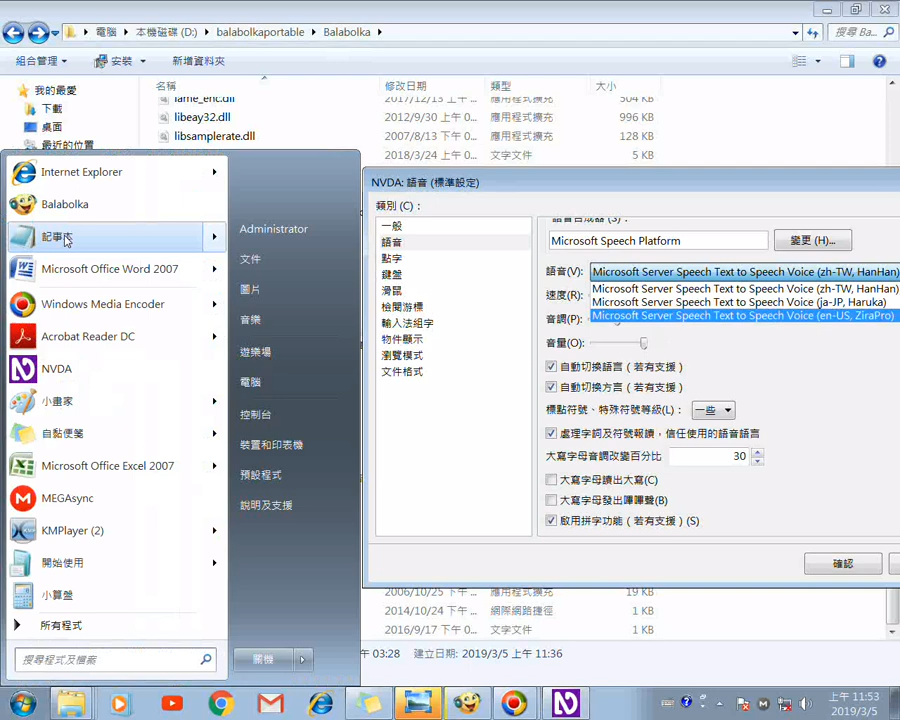 電腦 ▸ 本機磁碟 (D:) ▸ balabolkaportable ▸ Balabolka ▸
搜尋 Ba...
組合管理 安裝 新增資料夾
我的最愛
下載
桌面
最近的位置
名稱 修改日期 類型 大小
lame_enc.dll 2017/12/13 上午 ... 應用程式擴充 504 KB
libeay32.dll 2012/9/30 上午 0... 應用程式擴充 996 KB
libsamplerate.dll 2007/8/13 下午 0... 應用程式擴充 128 KB
2018/3/24 上午 0... 文字文件 5 KB
Internet Explorer
Balabolka
記事本
Microsoft Office Word 2007
Windows Media Encoder
Acrobat Reader DC
NVDA
小畫家
自黏便箋
Microsoft Office Excel 2007
MEGAsync
KMPlayer (2)
開始使用
小算盤
所有程式
搜尋程式及檔案
Administrator
文件
圖片
音樂
遊樂場
電腦
控制台
裝置和印表機
預設程式
說明及支援
關機
NVDA: 語音 (標準設定)
類別 (C)：
一般
語音
點字
鍵盤
滑鼠
檢閱游標
輸入法組字
物件顯示
瀏覽模式
文件格式
語音合成器 (S)：
Microsoft Speech Platform
變更 (H)...
語音(V):
Microsoft Server Speech Text to Speech Voice (zh-TW, HanHan)
Microsoft Server Speech Text to Speech Voice (zh-TW, HanHan)
速度(R):
Microsoft Server Speech Text to Speech Voice (ja-JP, Haruka)
音調(P):
Microsoft Server Speech Text to Speech Voice (en-US, ZiraPro)
音量(O):
自動切換語言（若有支援）
自動切換方言（若有支援）
標點符號、特殊符號等級(L)： 一些
處理字詞及符號報讀，信任使用的語音語言
大寫字母音調改變百分比 30
大寫字母讀出大寫(C)
大寫字母發出嗶嗶聲(B)
啟用拼字功能（若有支援）(S)
確認
2006/10/25 下午 ... 應用程式擴充 19 KB
2014/10/24 下午 ... 網際網路捷徑 1 KB
2016/9/17 下午 0... 文字文件 1 KB
午 03:28 建立日期: 2019/3/5 上午 11:36
上午 11:53
2019/3/5